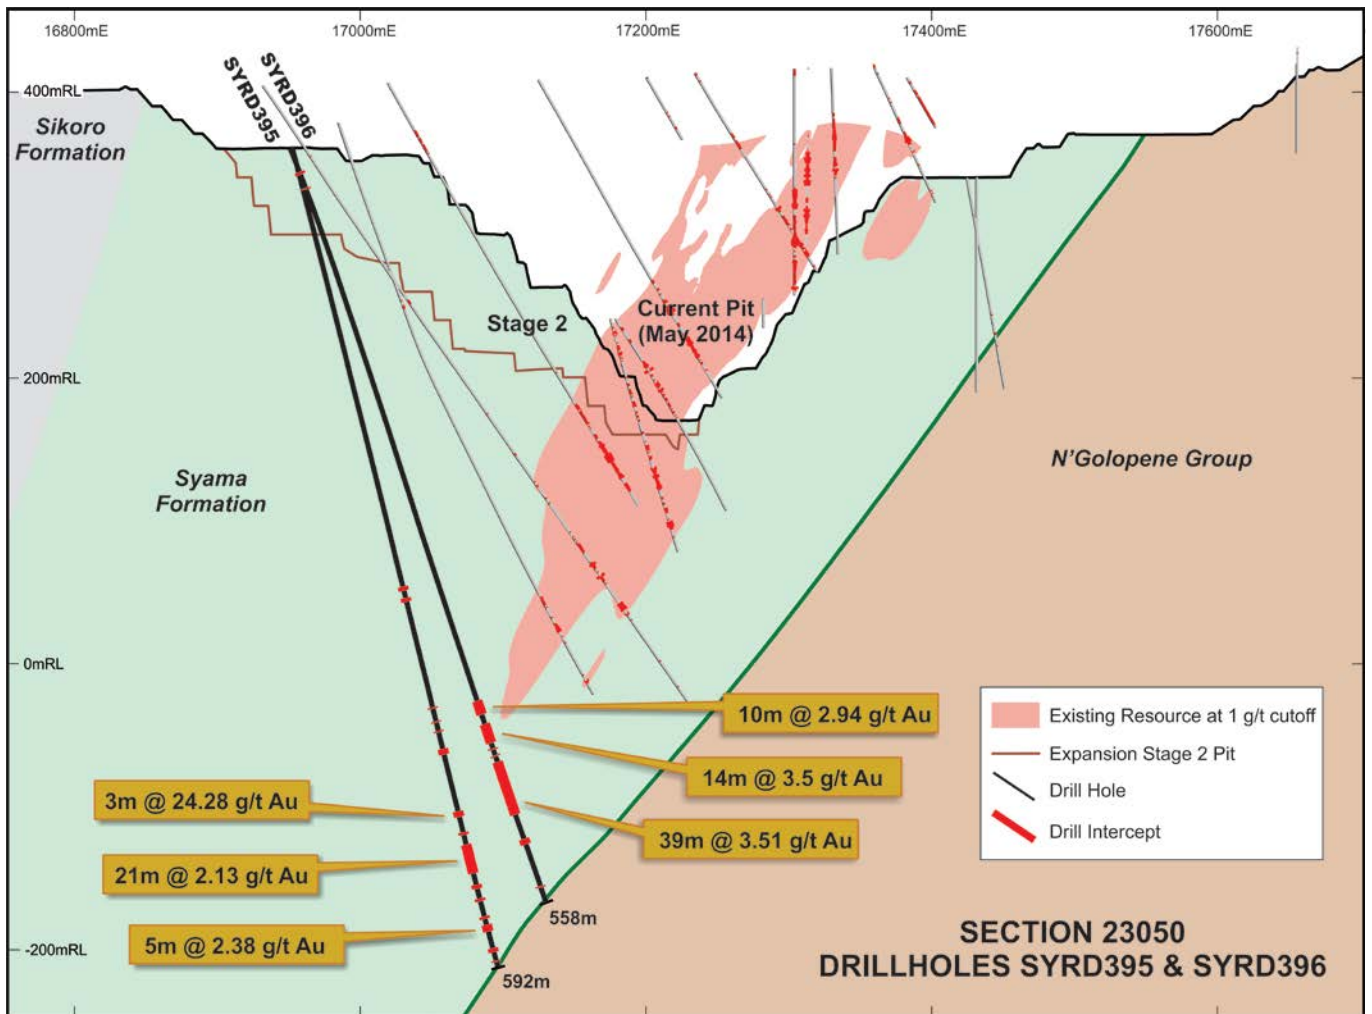 16800mE
17000mE
17200mE
17400mE
17600mE
400mRL
SYRD395
SYRD396
Sikoro
Formation
Stage 2
Current Pit
(May 2014)
200mRL
Syama
Formation
N'Golopene Group
0mRL
10m @ 2.94 g/t Au
14m @ 3.5 g/t Au
39m @ 3.51 g/t Au
3m @ 24.28 g/t Au
21m @ 2.13 g/t Au
5m @ 2.38 g/t Au
Existing Resource at 1 g/t cutoff
Expansion Stage 2 Pit
Drill Hole
Drill Intercept
558m
592m
-200mRL
SECTION 23050
DRILLHOLES SYRD395 & SYRD396